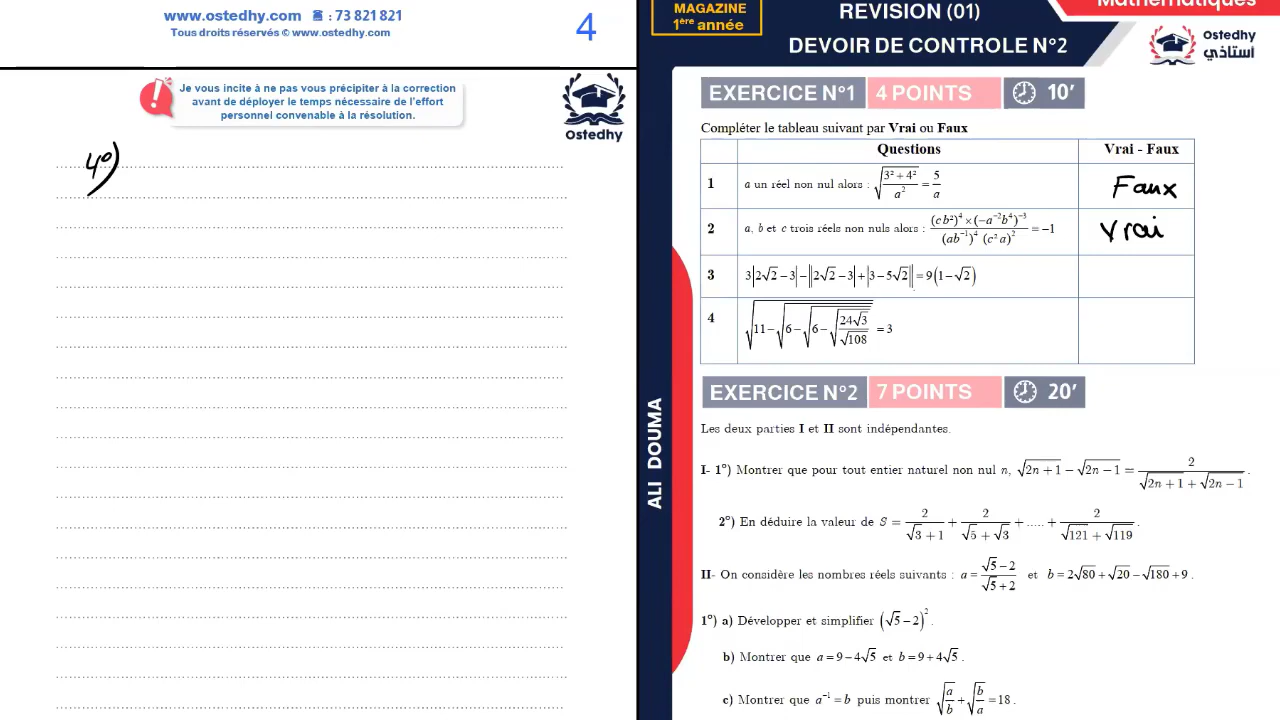 www.ostedhy.com ☎ : 73 821 821
Tous droits réservés © www.ostedhy.com
4
Je vous incite à ne pas vous précipiter à la correction
avant de déployer le temps nécessaire de l'effort
personnel convenable à la résolution.
Ostedhy
4°)
MAGAZINE
1ère année
REVISION (01)
DEVOIR DE CONTROLE N°2
Mathématiques
Ostedhy
أستاذي
ALI DOUMA
EXERCICE N°1 4 POINTS 10'
Compléter le tableau suivant par Vrai ou Faux
Questions Vrai - Faux
1 a un réel non nul alors : √((3² + 4²)/a²) = 5/a Faux
2 a, b et c trois réels non nuls alors : ((cb²)⁴ × (−a⁻²b⁴)⁻³)/((ab⁻¹)⁴ (c²a)²) = −1 Vrai
3 3|2√2 − 3| − ||2√2 − 3| + |3 − 5√2|| = 9(1 − √2)
4 √(11 − √(6 − √(6 − √(24√3/√108)))) = 3
EXERCICE N°2 7 POINTS 20'
Les deux parties I et II sont indépendantes.
I- 1°) Montrer que pour tout entier naturel non nul n, √(2n + 1) − √(2n − 1) = 2/(√(2n + 1) + √(2n − 1)).
2°) En déduire la valeur de S = 2/(√3 + 1) + 2/(√5 + √3) + ..... + 2/(√121 + √119).
II- On considère les nombres réels suivants : a = (√5 − 2)/(√5 + 2) et b = 2√80 + √20 − √180 + 9.
1°) a) Développer et simplifier (√5 − 2)².
b) Montrer que a = 9 − 4√5 et b = 9 + 4√5.
c) Montrer que a⁻¹ = b puis montrer √(a/b) + √(b/a) = 18.